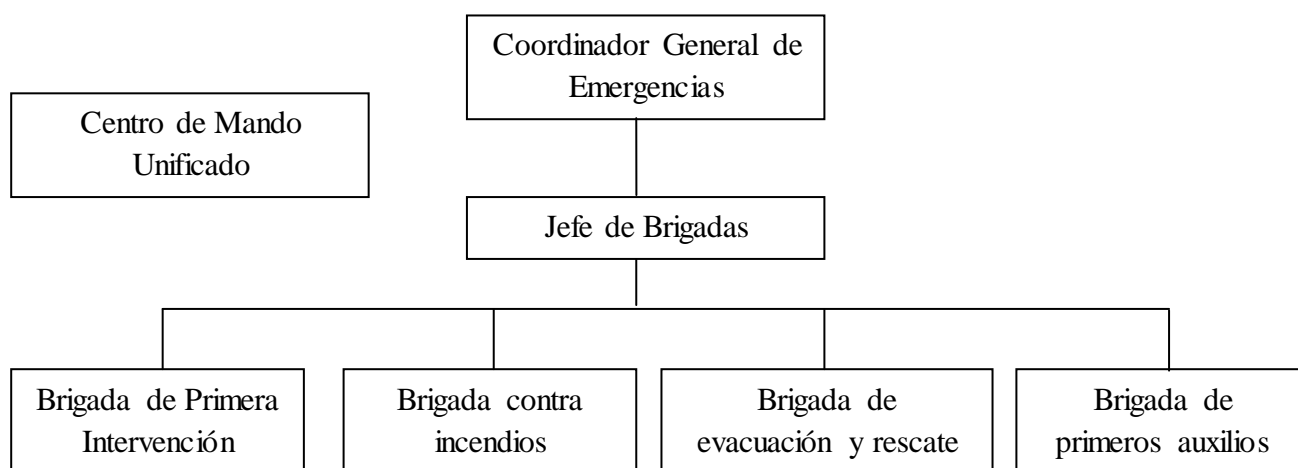 Coordinador General de
Emergencias
Centro de Mando
Unificado
Jefe de Brigadas
Brigada de Primera
Intervención
Brigada contra
incendios
Brigada de
evacuación y rescate
Brigada de
primeros auxilios